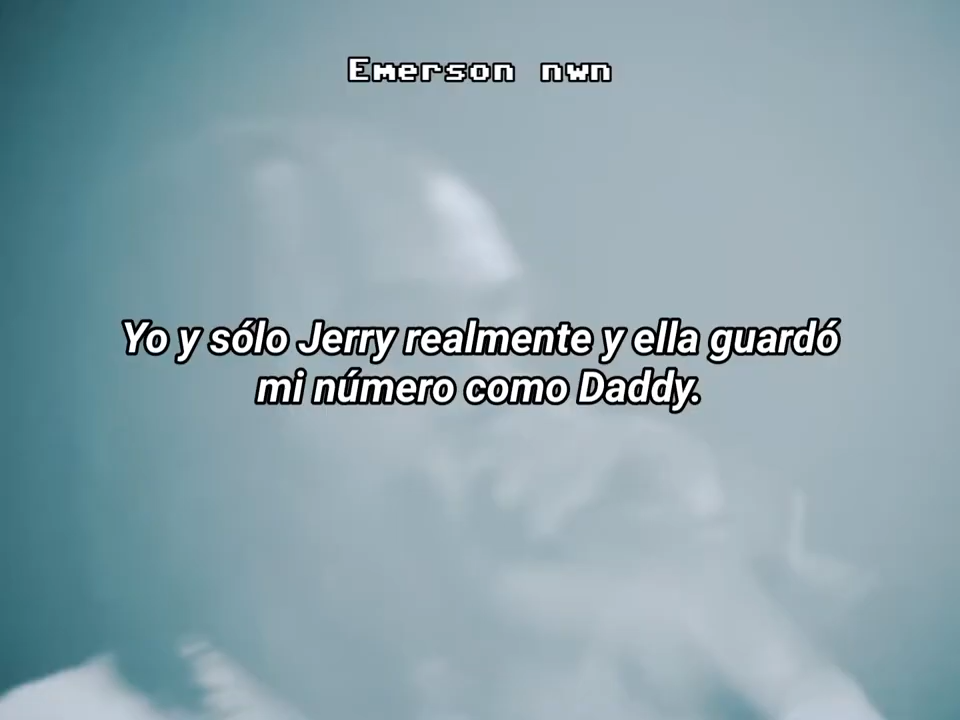 Emerson nwn
Yo y sólo Jerry realmente y ella guardó
mi número como Daddy.